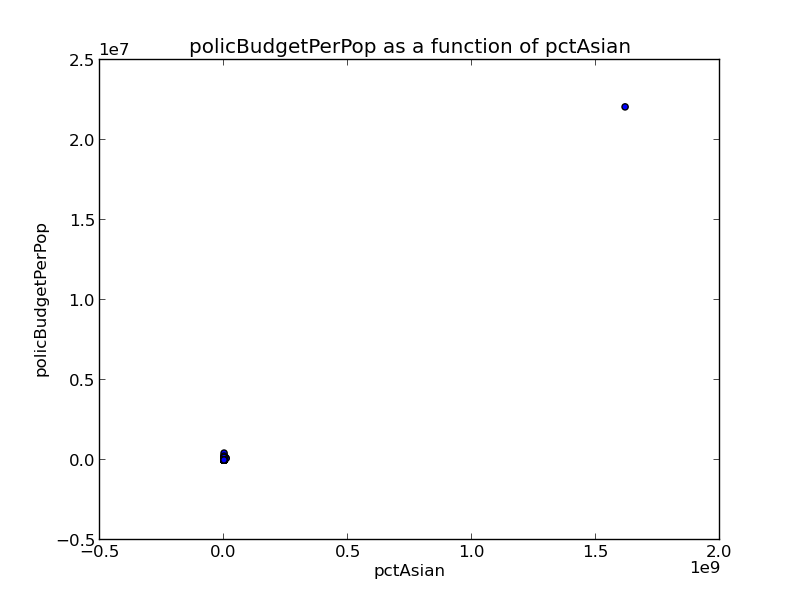 policBudgetPerPop as a function of pctAsian
1e7
2.5
2.0
1.5
1.0
0.5
0.0
−0.5
policBudgetPerPop
−0.5 0.0 0.5 1.0 1.5 2.0
1e9
pctAsian